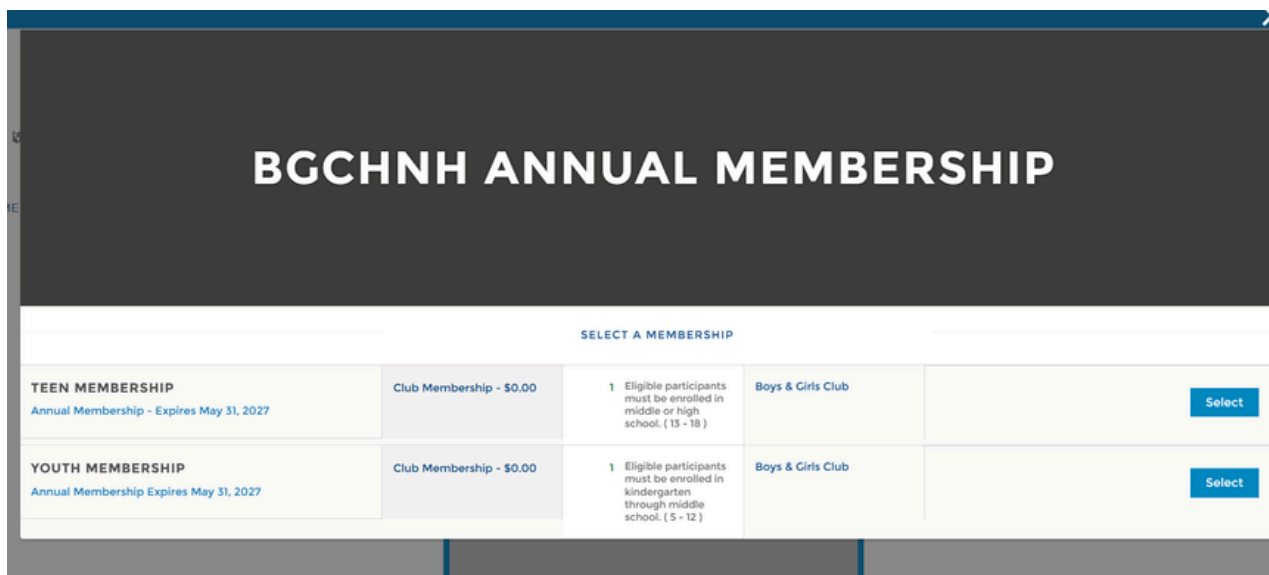 BGCHNH ANNUAL MEMBERSHIP
SELECT A MEMBERSHIP
TEEN MEMBERSHIP
Annual Membership - Expires May 31, 2027
Club Membership - $0.00
1 Eligible participants
must be enrolled in
middle or high
school. ( 13 - 18 )
Boys & Girls Club
Select
YOUTH MEMBERSHIP
Annual Membership Expires May 31, 2027
Club Membership - $0.00
1 Eligible participants
must be enrolled in
kindergarten
through middle
school. ( 5 - 12 )
Boys & Girls Club
Select